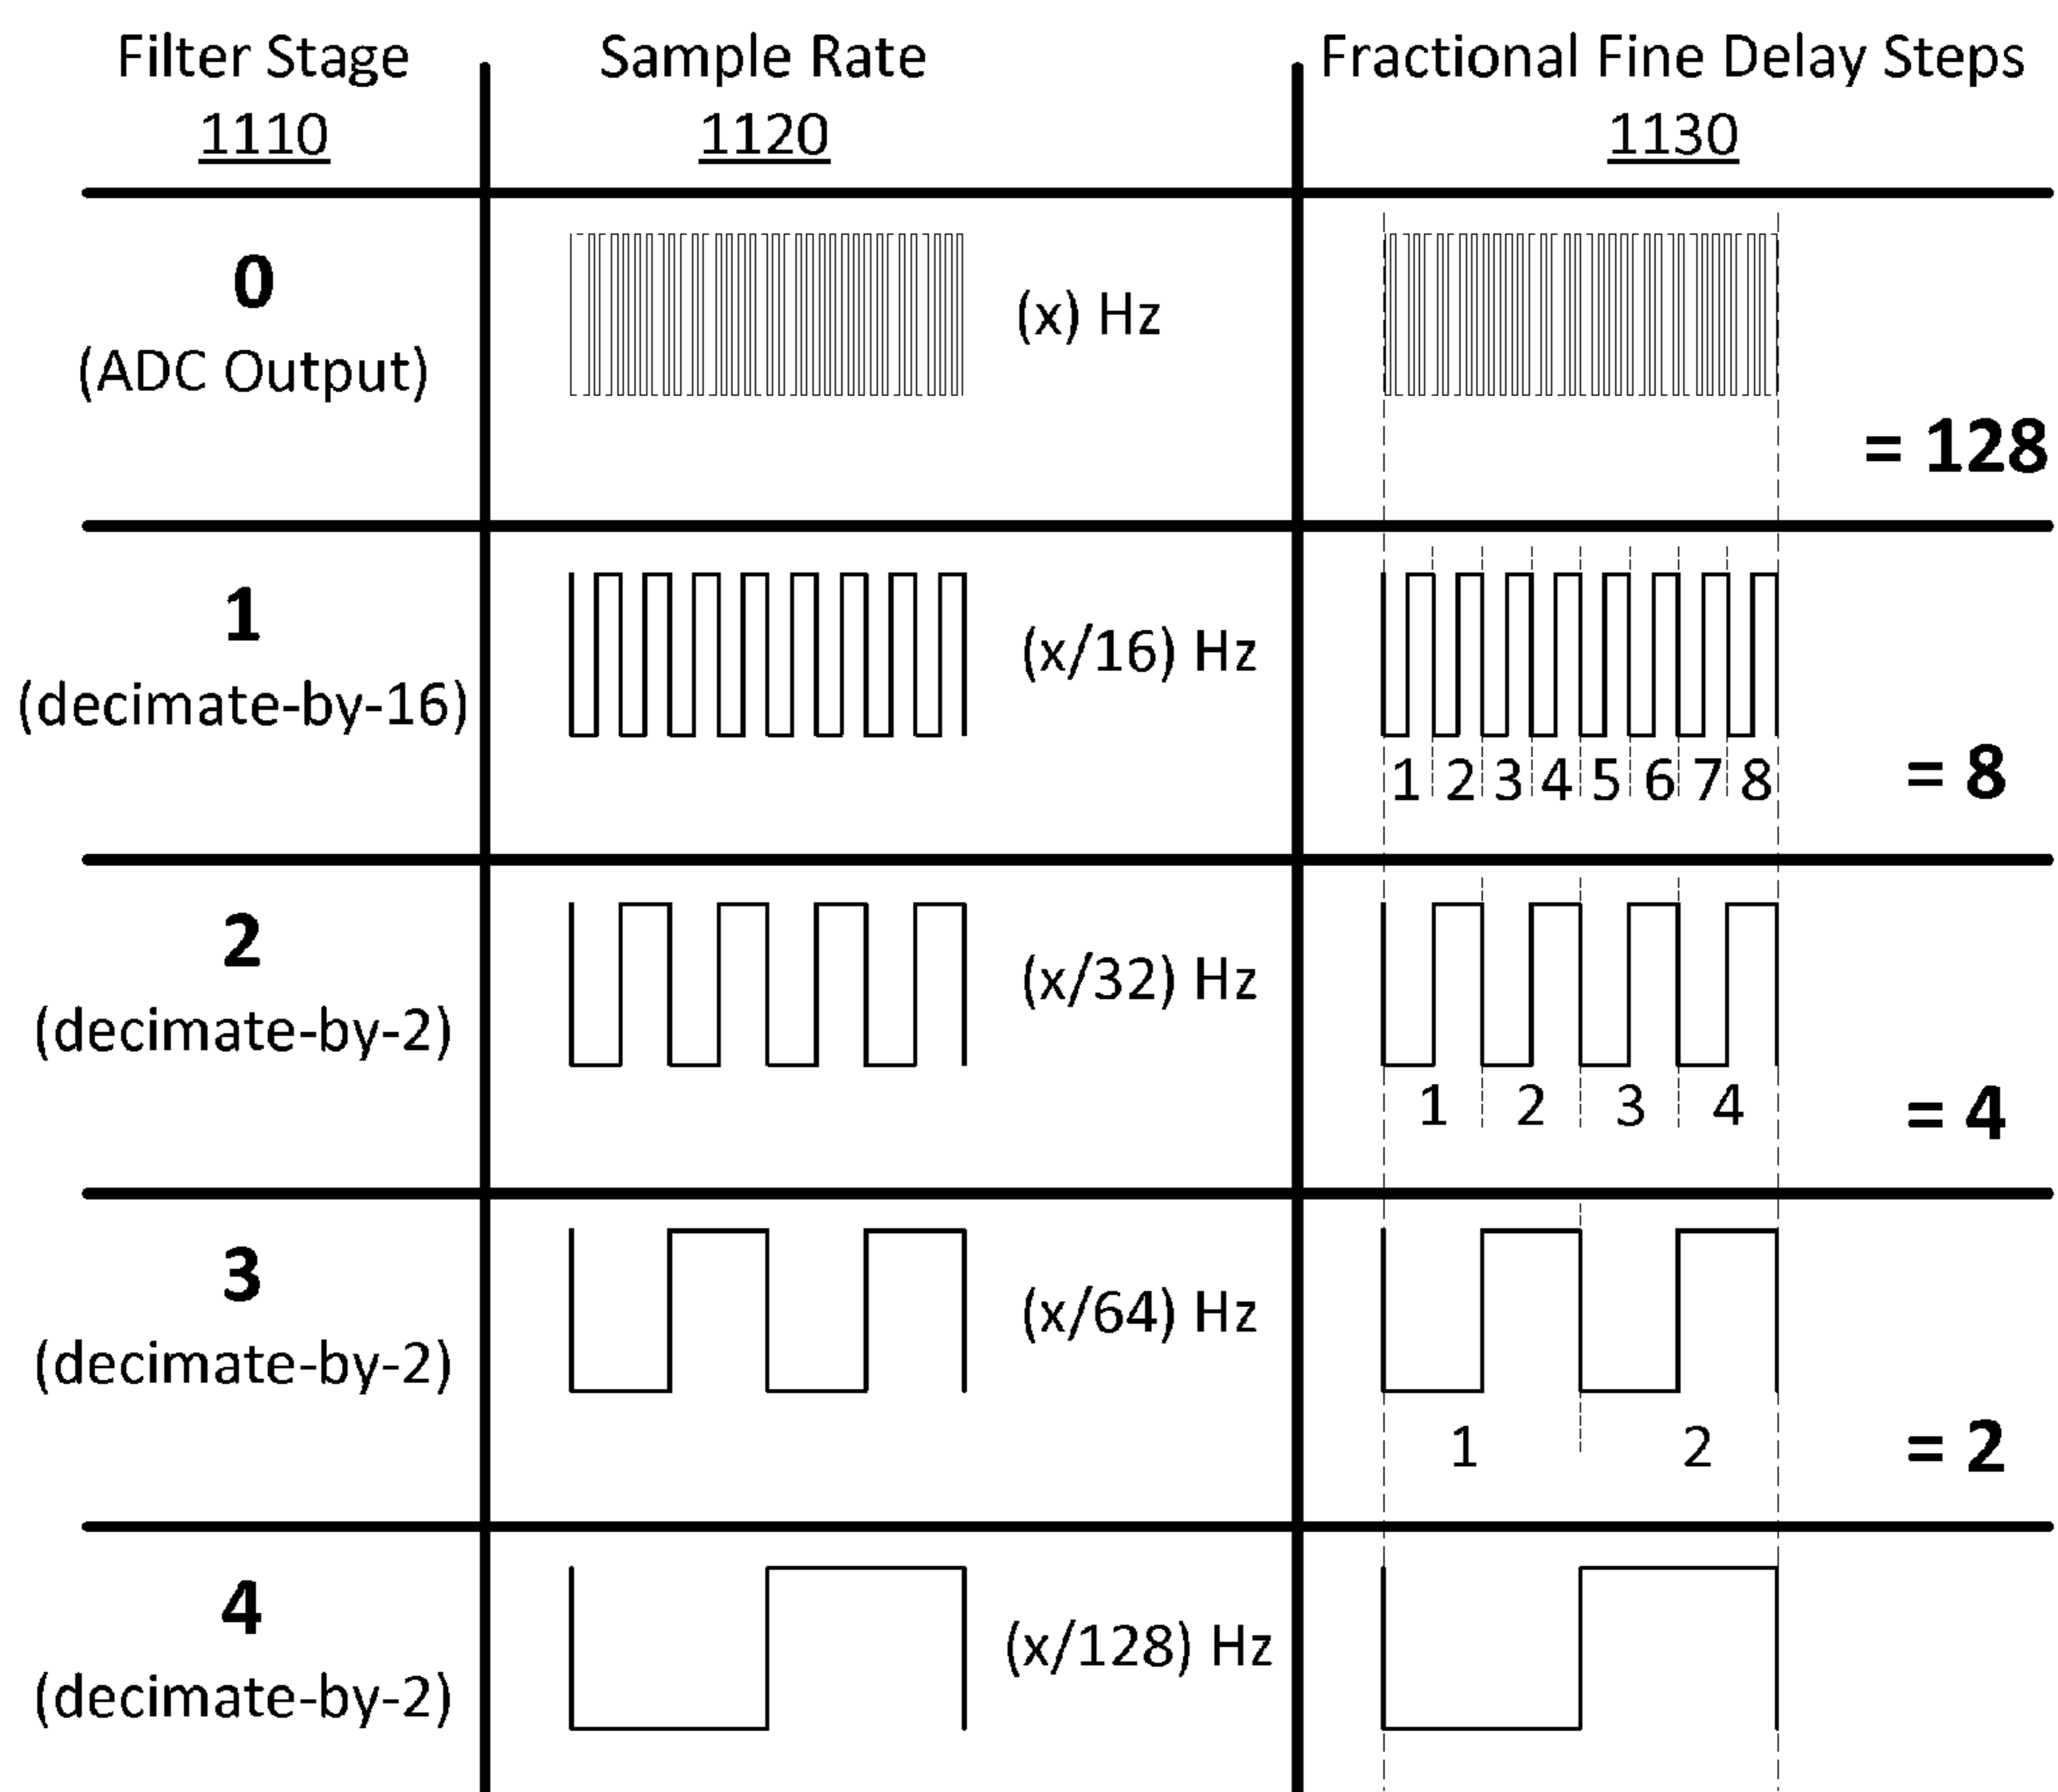 Filter Stage
1110
Sample Rate
1120
Fractional Fine Delay Steps
1130
0
(ADC Output)
(x) Hz
= 128
1
(decimate-by-16)
(x/16) Hz
1 2 3 4 5 6 7 8
= 8
2
(decimate-by-2)
(x/32) Hz
1 2 3 4
= 4
3
(decimate-by-2)
(x/64) Hz
1 2
= 2
4
(decimate-by-2)
(x/128) Hz